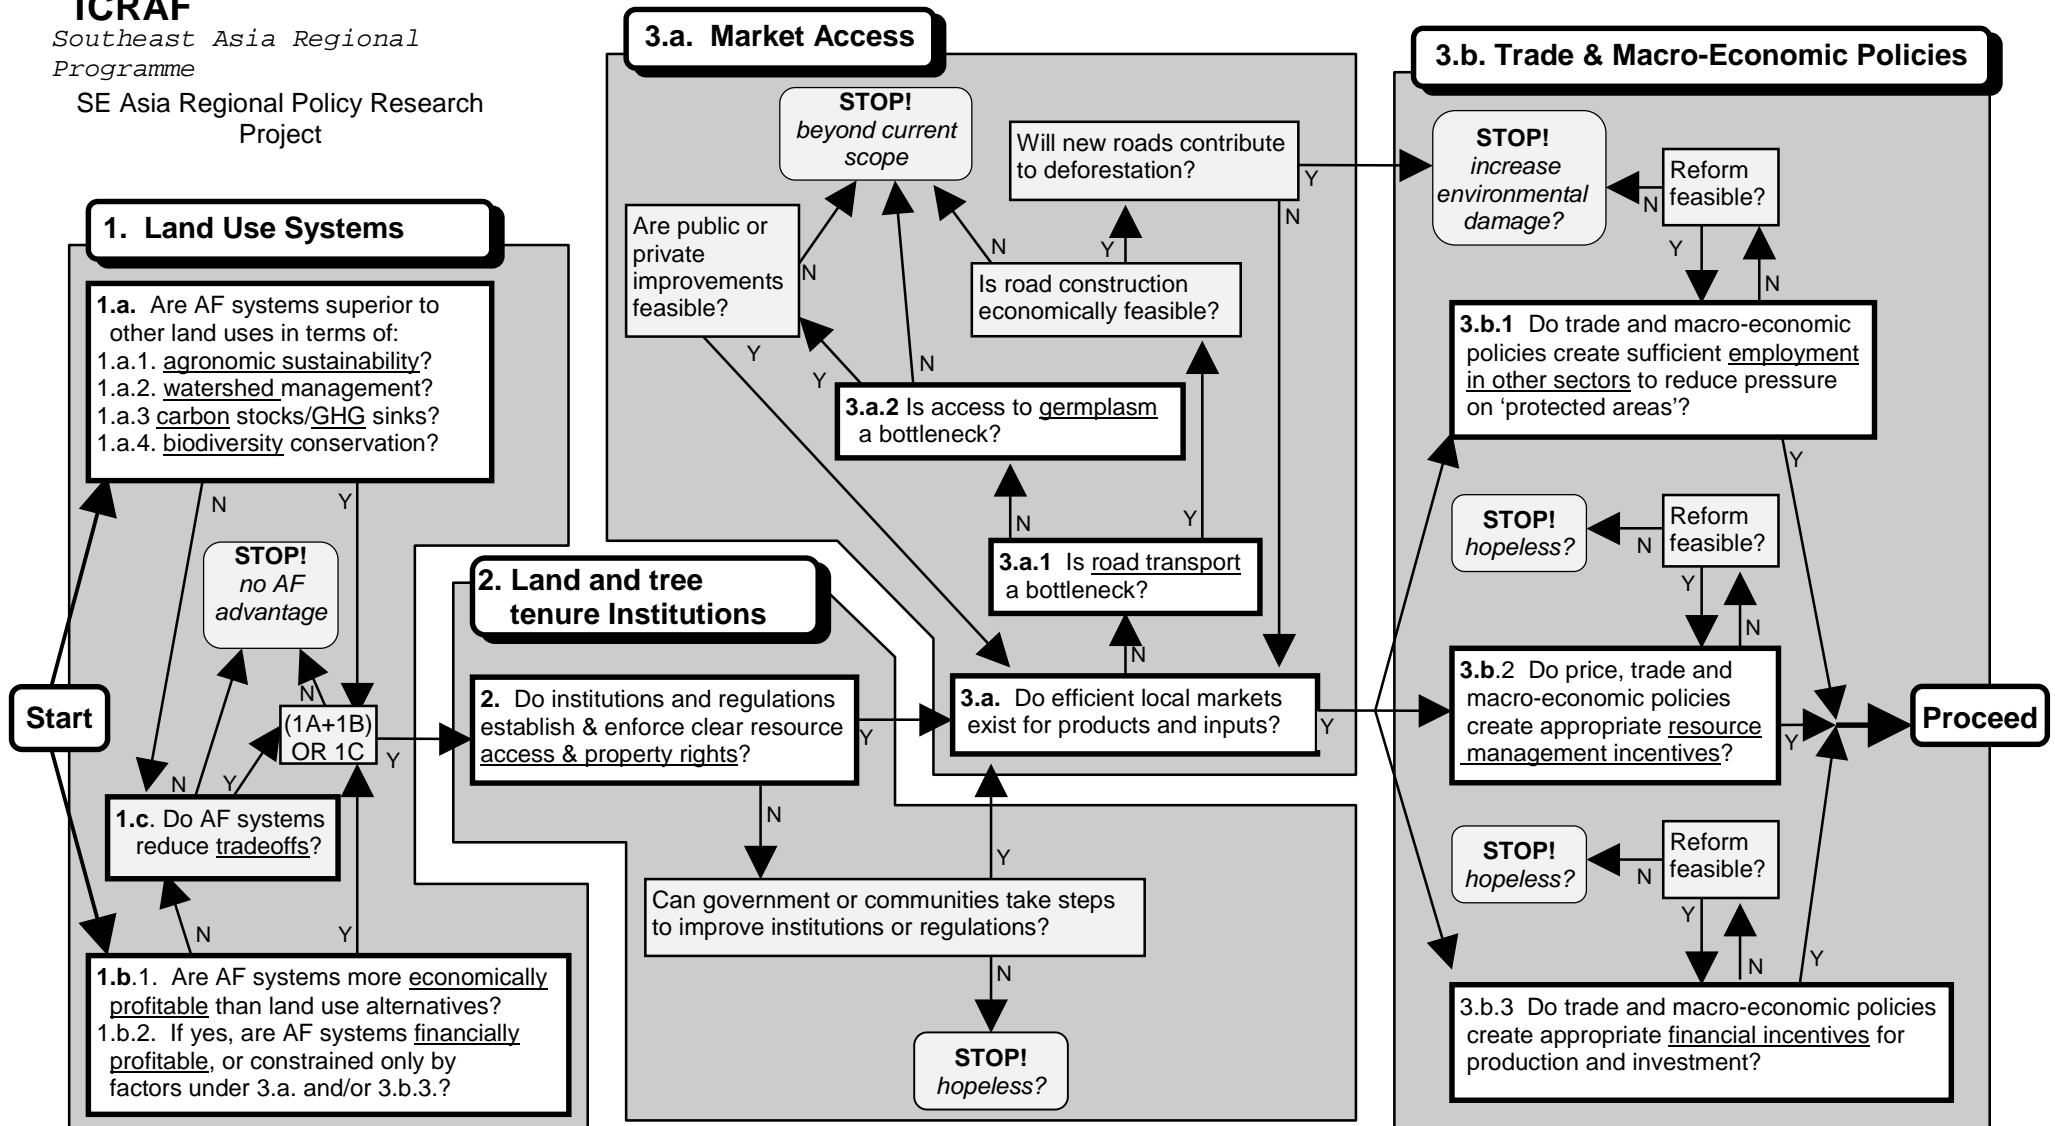 ICRAF
Southeast Asia Regional
Programme
SE Asia Regional Policy Research
Project
1. Land Use Systems
1.a. Are AF systems superior to
other land uses in terms of:
1.a.1. agronomic sustainability?
1.a.2. watershed management?
1.a.3 carbon stocks/GHG sinks?
1.a.4. biodiversity conservation?
N
Y
STOP!
no AF
advantage
Start
N
(1A+1B)
OR 1C
Y
N
Y
1.c. Do AF systems
reduce tradeoffs?
N
Y
1.b.1. Are AF systems more economically
profitable than land use alternatives?
1.b.2. If yes, are AF systems financially
profitable, or constrained only by
factors under 3.a. and/or 3.b.3.?
2. Land and tree
tenure Institutions
2. Do institutions and regulations
establish & enforce clear resource
access & property rights?
Y
N
Y
Can government or communities take steps
to improve institutions or regulations?
N
STOP!
hopeless?
3.a. Market Access
STOP!
beyond current
scope
Will new roads contribute
to deforestation?
Y
N
Are public or
private
improvements
feasible?
N
N
Y
Is road construction
economically feasible?
Y
Y
N
3.a.2 Is access to germplasm
a bottleneck?
N
Y
3.a.1 Is road transport
a bottleneck?
N
3.a. Do efficient local markets
exist for products and inputs?
Y
3.b. Trade & Macro-Economic Policies
STOP!
increase
environmental
damage?
Reform
feasible?
N
Y
N
3.b.1 Do trade and macro-economic
policies create sufficient employment
in other sectors to reduce pressure
on ‘protected areas’?
Y
STOP!
hopeless?
Reform
feasible?
N
Y
N
3.b.2 Do price, trade and
macro-economic policies
create appropriate resource
management incentives?
Y
Proceed
STOP!
hopeless?
Reform
feasible?
N
Y
N
Y
3.b.3 Do trade and macro-economic policies
create appropriate financial incentives for
production and investment?